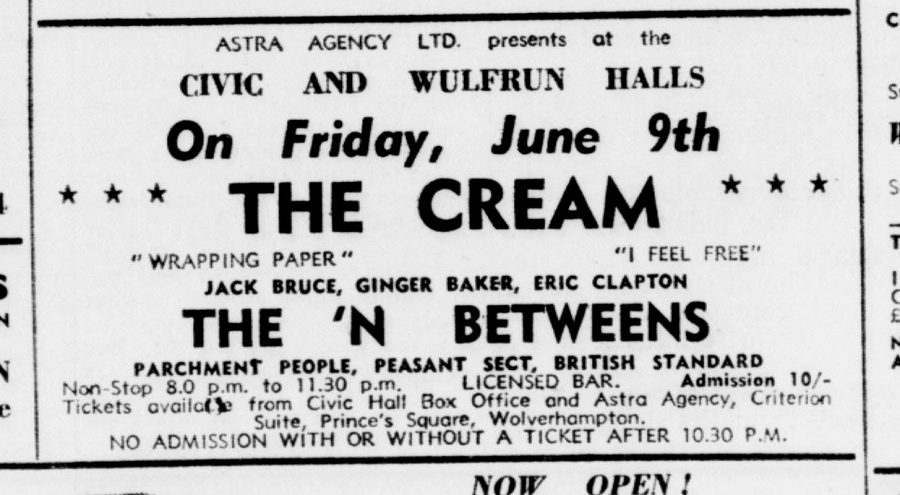 ASTRA AGENCY LTD. presents at the
CIVIC AND WULFRUN HALLS
On Friday, June 9th
★ ★ ★ THE CREAM ★ ★ ★
"WRAPPING PAPER" "I FEEL FREE"
JACK BRUCE, GINGER BAKER, ERIC CLAPTON
THE 'N BETWEENS
PARCHMENT PEOPLE, PEASANT SECT, BRITISH STANDARD
Non-Stop 8.0 p.m. to 11.30 p.m. LICENSED BAR. Admission 10/-
Tickets from Civic Hall Box Office and Astra Agency, Criterion
Suite, Prince's Square, Wolverhampton.
NO ADMISSION WITH OR WITHOUT A TICKET AFTER 10.30 P.M.
NOW OPEN!